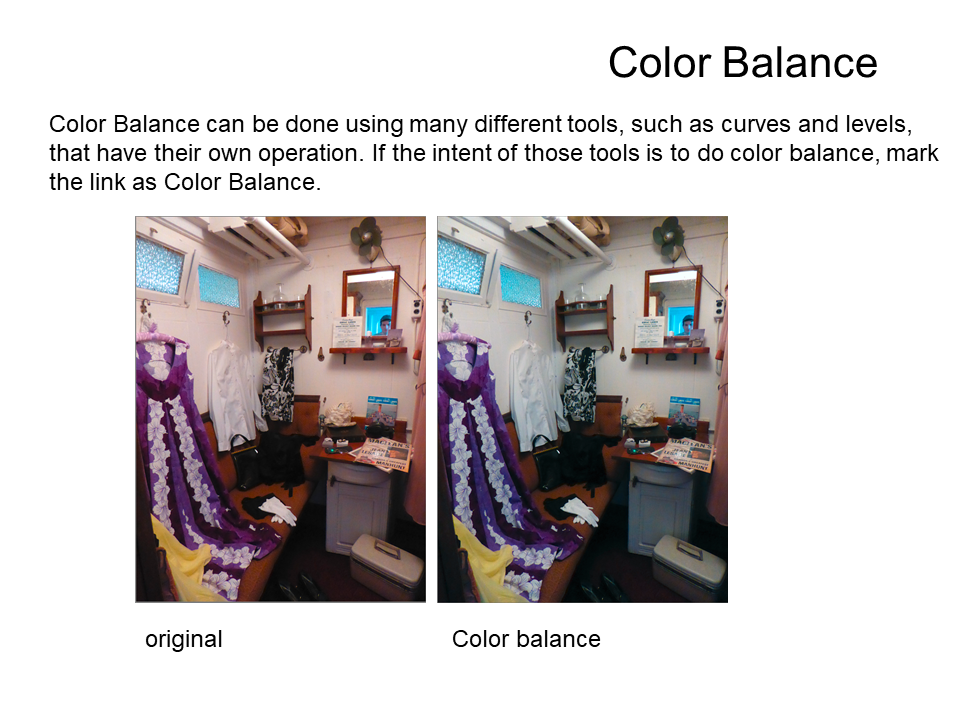 Color Balance
Color Balance can be done using many different tools, such as curves and levels,
that have their own operation. If the intent of those tools is to do color balance, mark
the link as Color Balance.
MANHUNT
MANHUNT
original
Color balance